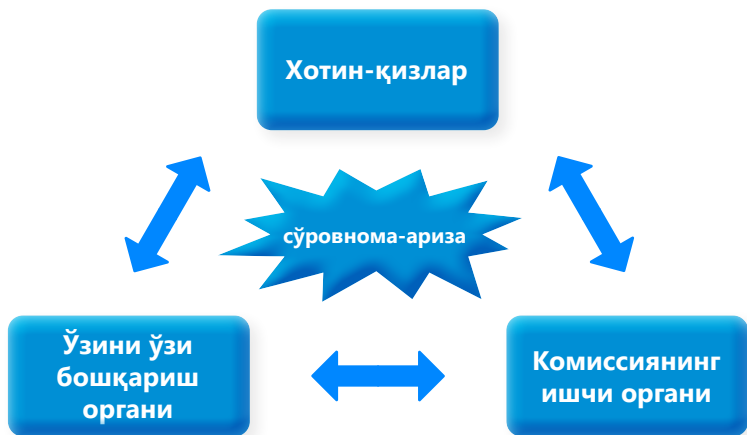 Хотин-қизлар
сўровнома-ариза
Ўзини ўзи
бошқариш
органи
Комиссиянинг
ишчи органи